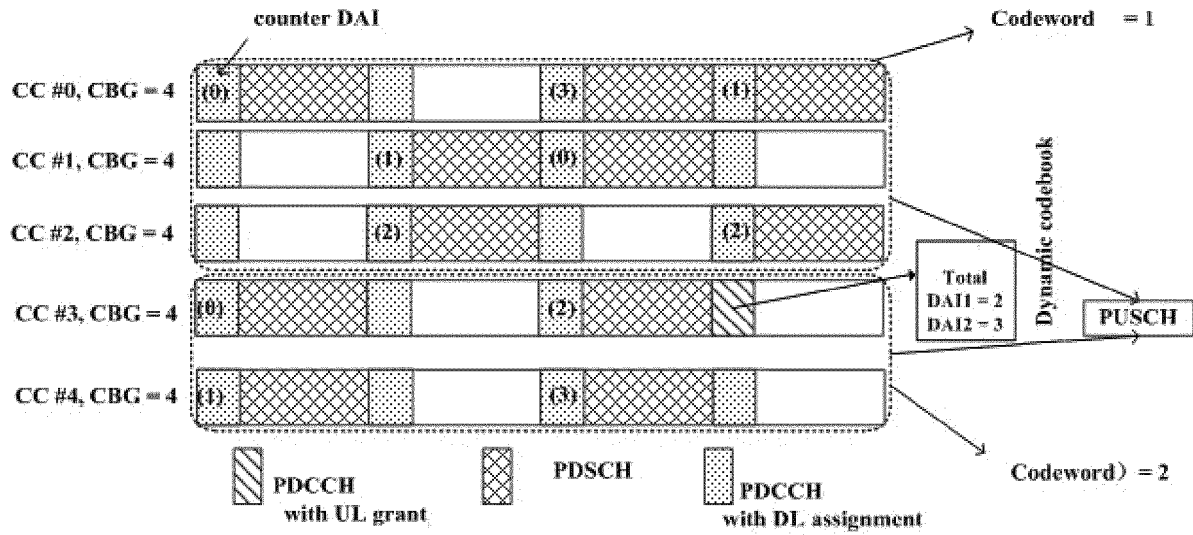 counter DAI
Codeword = 1
CC #0, CBG = 4
(0)
(3)
(1)
CC #1, CBG = 4
(1)
(0)
CC #2, CBG = 4
(2)
(2)
Dynamic codebook
Total
DAI1 = 2
DAI2 = 3
CC #3, CBG = 4
(0)
(2)
PUSCH
CC #4, CBG = 4
(1)
(3)
Codeword) = 2
PDCCH
with UL grant
PDSCH
PDCCH
with DL assignment